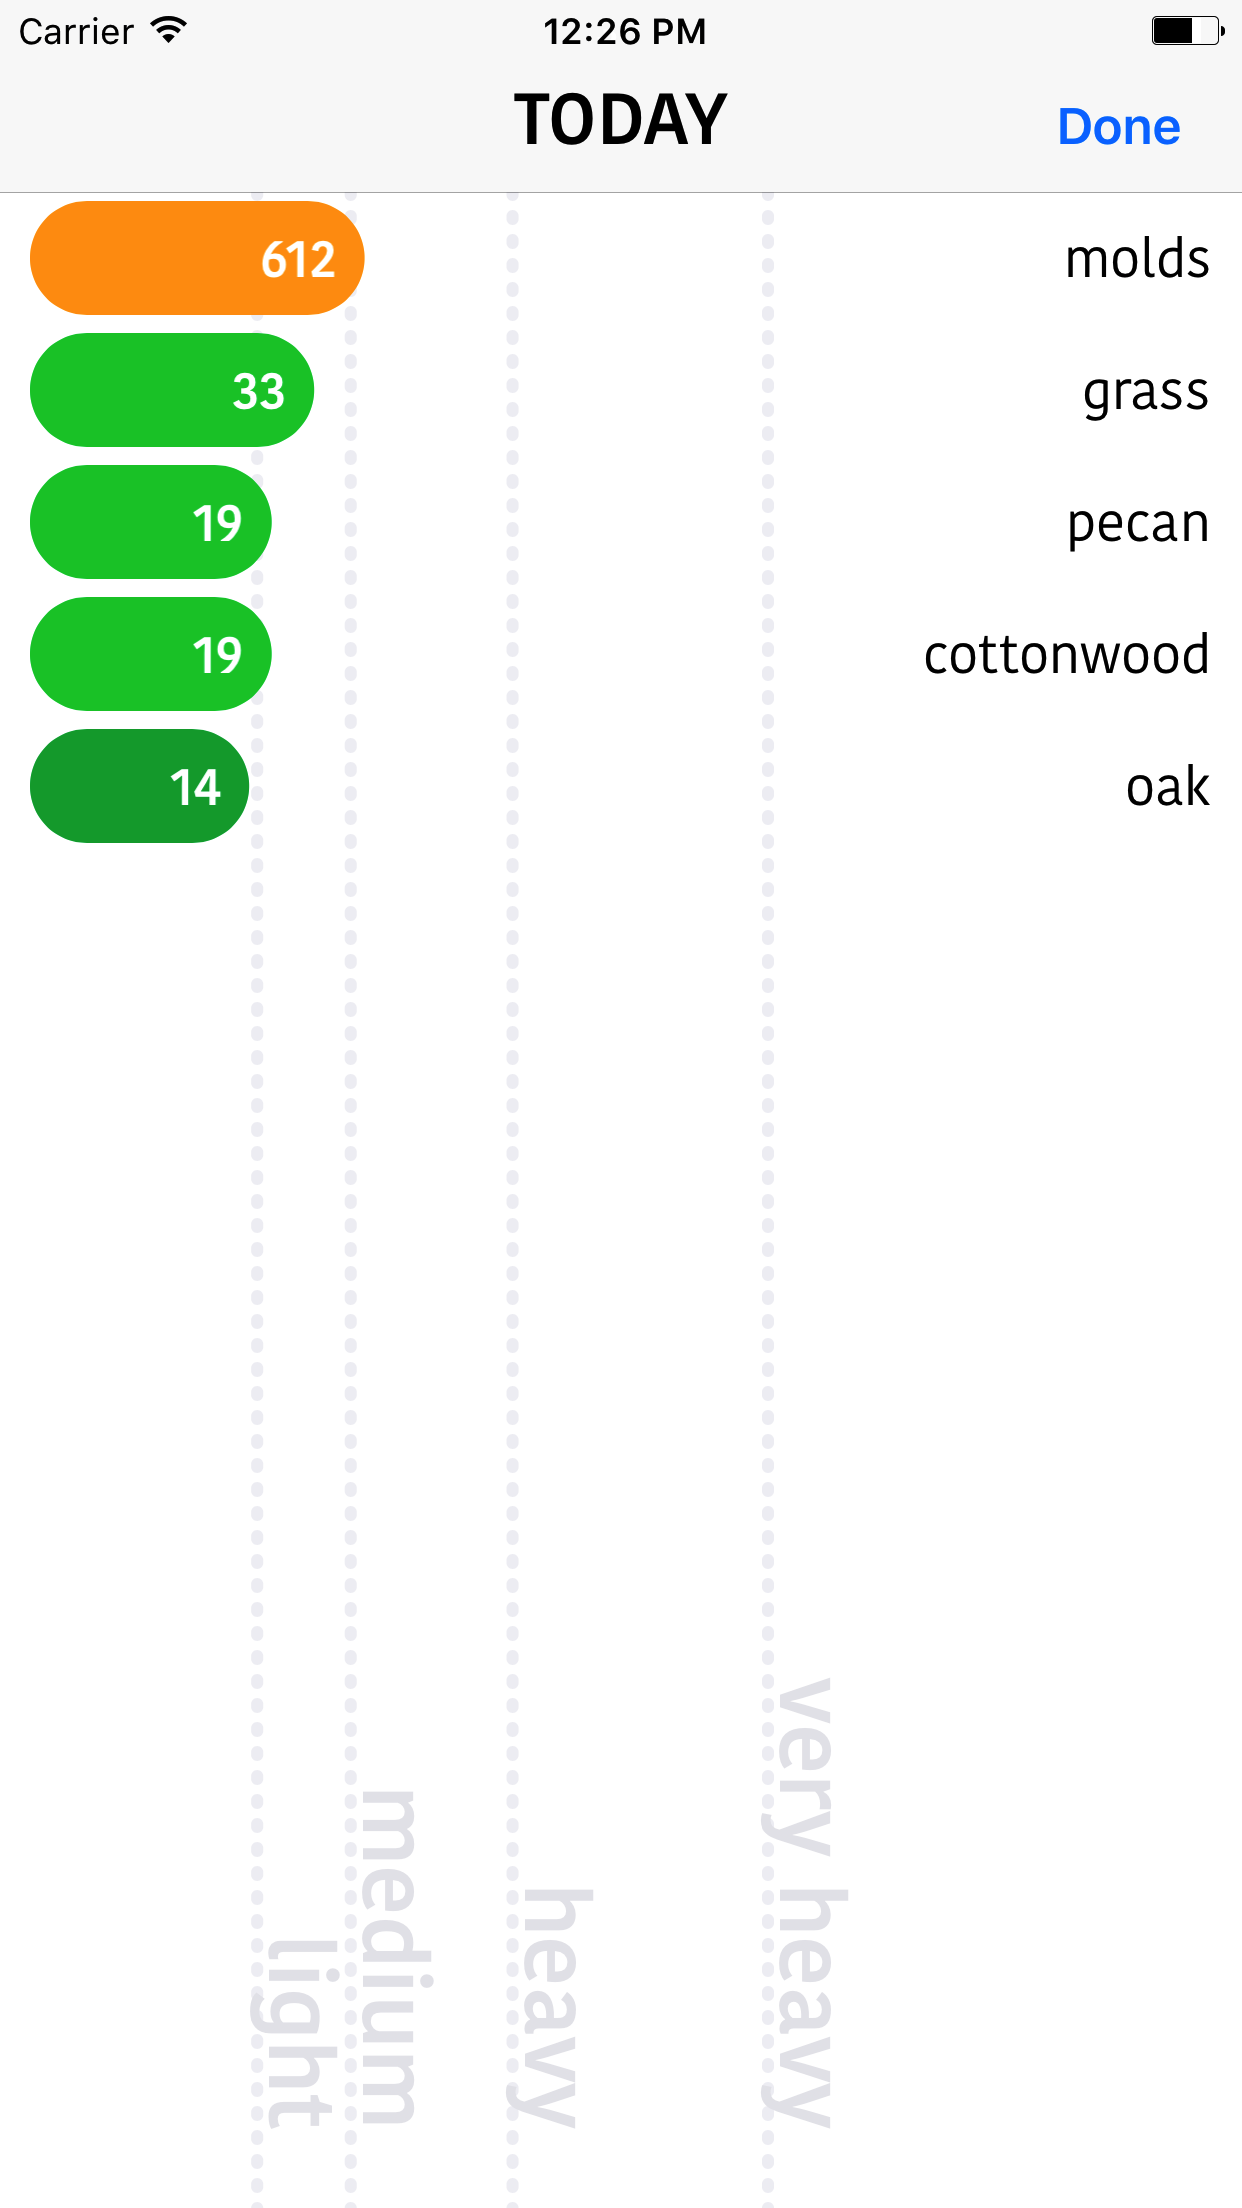 Carrier 12:26 PM
TODAY Done
612 molds
33 grass
19 pecan
19 cottonwood
14 oak
light
medium
heavy
very heavy